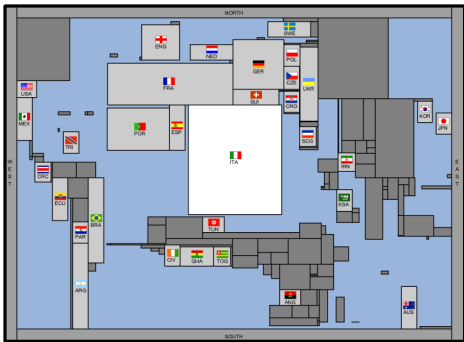 NORTH
SWE
ENG
NED
POL
GER
CZE
UKR
USA
FRA
SUI
CRO
MEX
KOR
JPN
POR
ESP
TRI
SCG
ITA
IRN
CRC
ECU
KSA
BRA
TUN
PAR
CIV
GHA
TOG
ARG
ANG
AUS
SOUTH
WEST
EAST